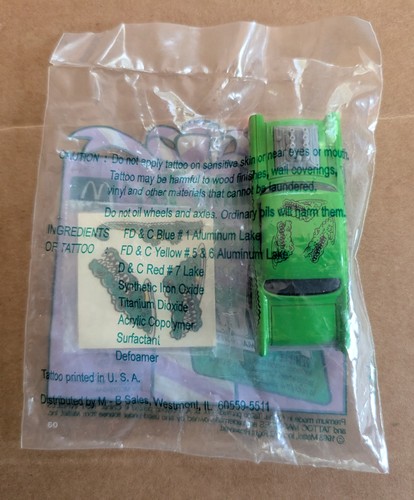 CAUTION : Do not apply tattoo on sensitive skin or near eyes or mouth.
Tattoo may be harmful to wood finishes, wall coverings,
vinyl and other materials that cannot be laundered.
Do not oil wheels and axles. Ordinary oils will harm them.
INGREDIENTS FD & C Blue # 1 Aluminum Lake
OF TATTOO FD & C Yellow # 5 & 6 Aluminum Lake
D & C Red # 7 Lake
Synthetic Iron Oxide
Titanium Dioxide
Acrylic Copolymer
Surfactant
Defoamer
Tattoo printed in U. S. A.
Distributed by M - B Sales, Westmont, IL 60559-5511